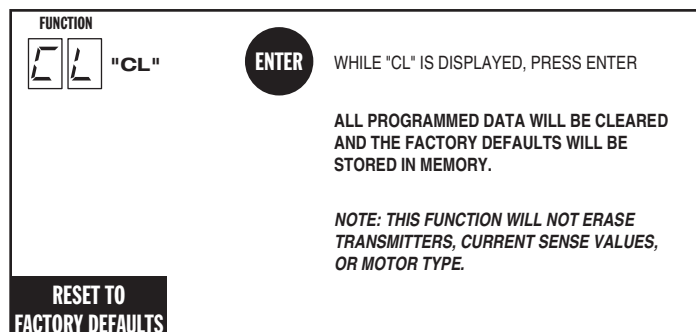 FUNCTION
CL "CL"
ENTER
WHILE "CL" IS DISPLAYED, PRESS ENTER
ALL PROGRAMMED DATA WILL BE CLEARED
AND THE FACTORY DEFAULTS WILL BE
STORED IN MEMORY.
NOTE: THIS FUNCTION WILL NOT ERASE
TRANSMITTERS, CURRENT SENSE VALUES,
OR MOTOR TYPE.
RESET TO
FACTORY DEFAULTS